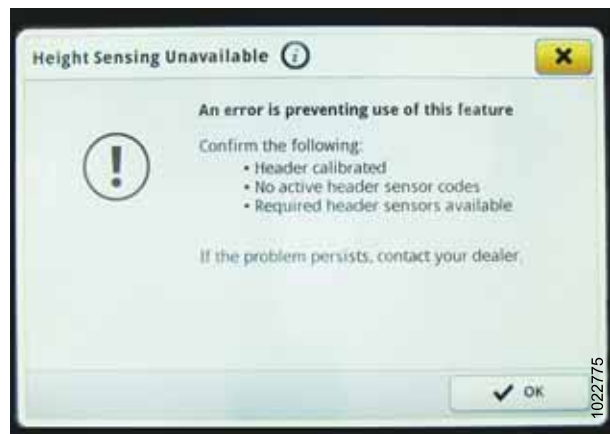 Height Sensing Unavailable
An error is preventing use of this feature
Confirm the following:
• Header calibrated
• No active header sensor codes
• Required header sensors available
If the problem persists, contact your dealer.
OK
1022775